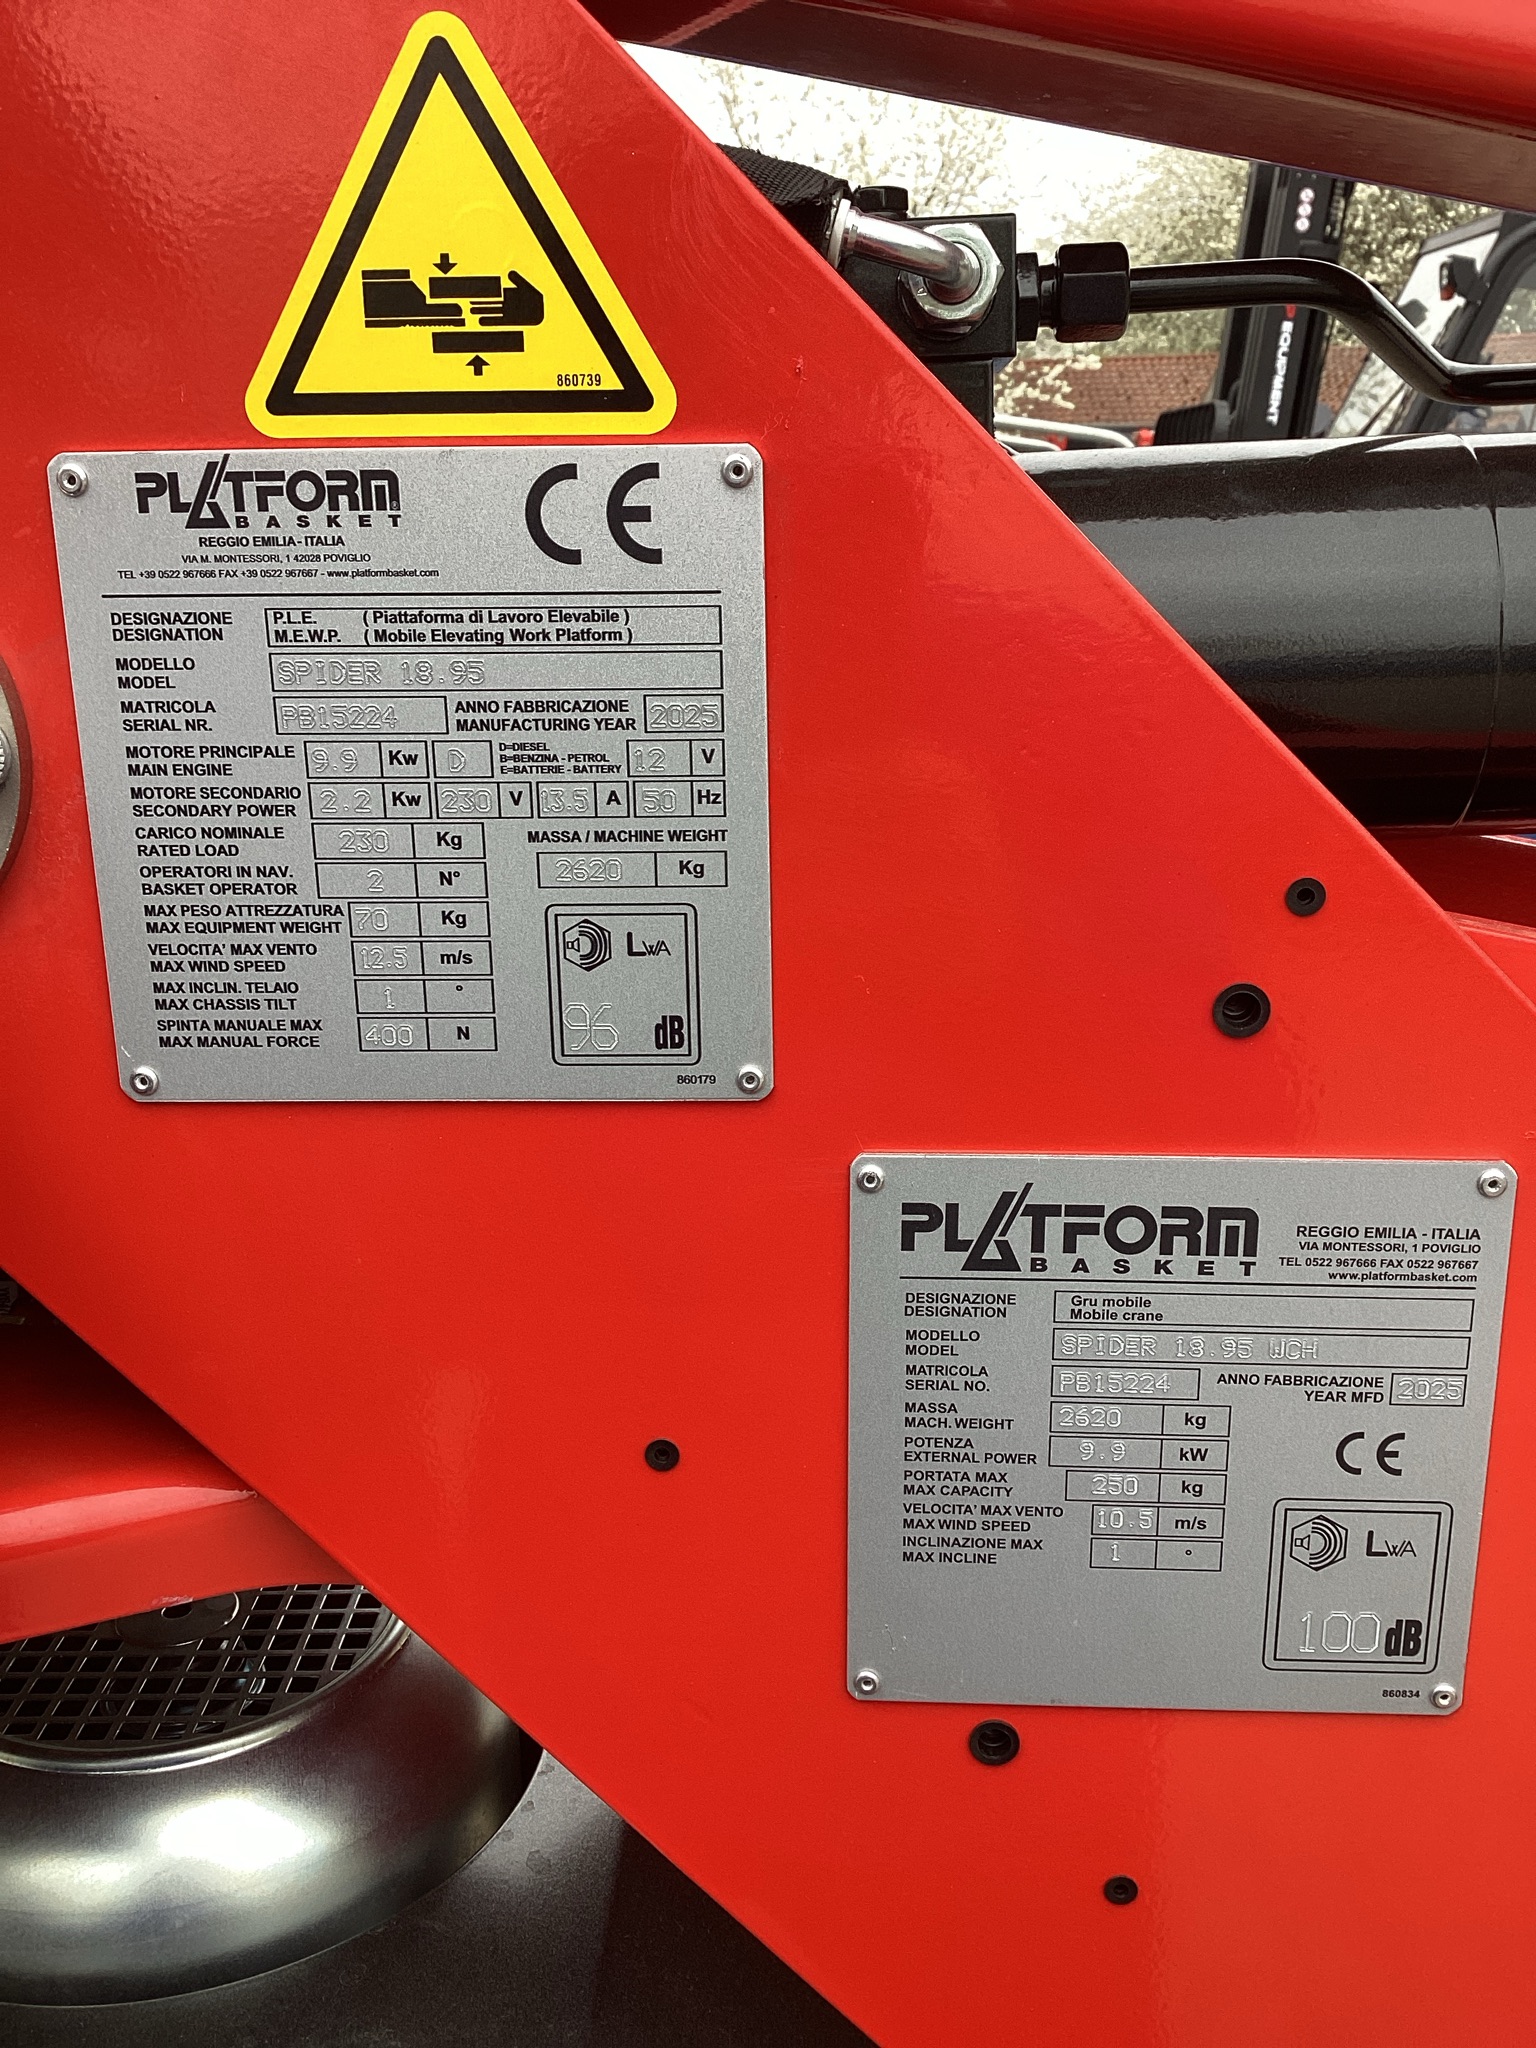 860739
PLATFORM
BASKET
CE
REGGIO EMILIA - ITALIA
VIA M. MONTESSORI, 1 42028 POVIGLIO
TEL +39 0522 967666 FAX +39 0522 967667 - www.platformbasket.com
DESIGNAZIONE P.L.E. ( Piattaforma di Lavoro Elevabile )
DESIGNATION M.E.W.P. ( Mobile Elevating Work Platform )
MODELLO
MODEL SPIDER 18.95
MATRICOLA ANNO FABBRICAZIONE
SERIAL NR. PB15224 MANUFACTURING YEAR 2025
MOTORE PRINCIPALE D=DIESEL
MAIN ENGINE 9.9 Kw D B=BENZINA - PETROL 12 V
E=BATTERIE - BATTERY
MOTORE SECONDARIO
SECONDARY POWER 2.2 Kw 230 V 13.5 A 50 Hz
CARICO NOMINALE MASSA / MACHINE WEIGHT
RATED LOAD 230 Kg
2620 Kg
OPERATORI IN NAV.
BASKET OPERATOR 2 N°
MAX PESO ATTREZZATURA
MAX EQUIPMENT WEIGHT 70 Kg
VELOCITA' MAX VENTO
MAX WIND SPEED 12.5 m/s
LWA
MAX INCLIN. TELAIO
MAX CHASSIS TILT 1 °
SPINTA MANUALE MAX
MAX MANUAL FORCE 400 N
96 dB
860179
EQUIPMENT
PLATFORM
BASKET
REGGIO EMILIA - ITALIA
VIA MONTESSORI, 1 POVIGLIO
TEL 0522 967666 FAX 0522 967667
www.platformbasket.com
DESIGNAZIONE Gru mobile
DESIGNATION Mobile crane
MODELLO
MODEL SPIDER 18.95 WCH
MATRICOLA ANNO FABBRICAZIONE
SERIAL NO. PB15224 YEAR MFD 2025
MASSA
MACH. WEIGHT 2620 kg
POTENZA
EXTERNAL POWER 9.9 kW
CE
PORTATA MAX
MAX CAPACITY 250 kg
VELOCITA' MAX VENTO
MAX WIND SPEED 10.5 m/s
INCLINAZIONE MAX
MAX INCLINE 1 °
LWA
100 dB
860834